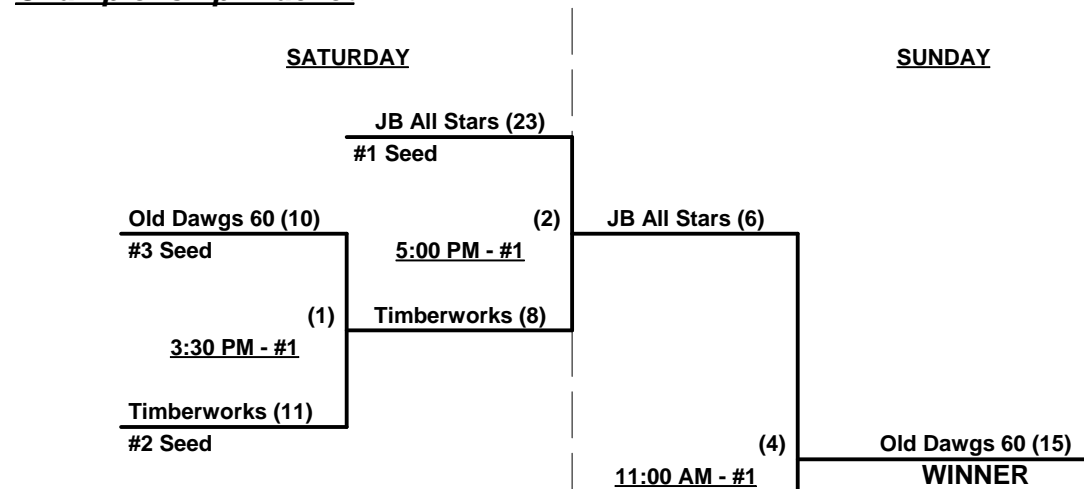 SATURDAY
SUNDAY
JB All Stars (23)
#1 Seed
Old Dawgs 60 (10)
(2)
JB All Stars (6)
#3 Seed
5:00 PM - #1
(1)
Timberworks (8)
3:30 PM - #1
Timberworks (11)
#2 Seed
(4)
Old Dawgs 60 (15)
11:00 AM - #1
WINNER